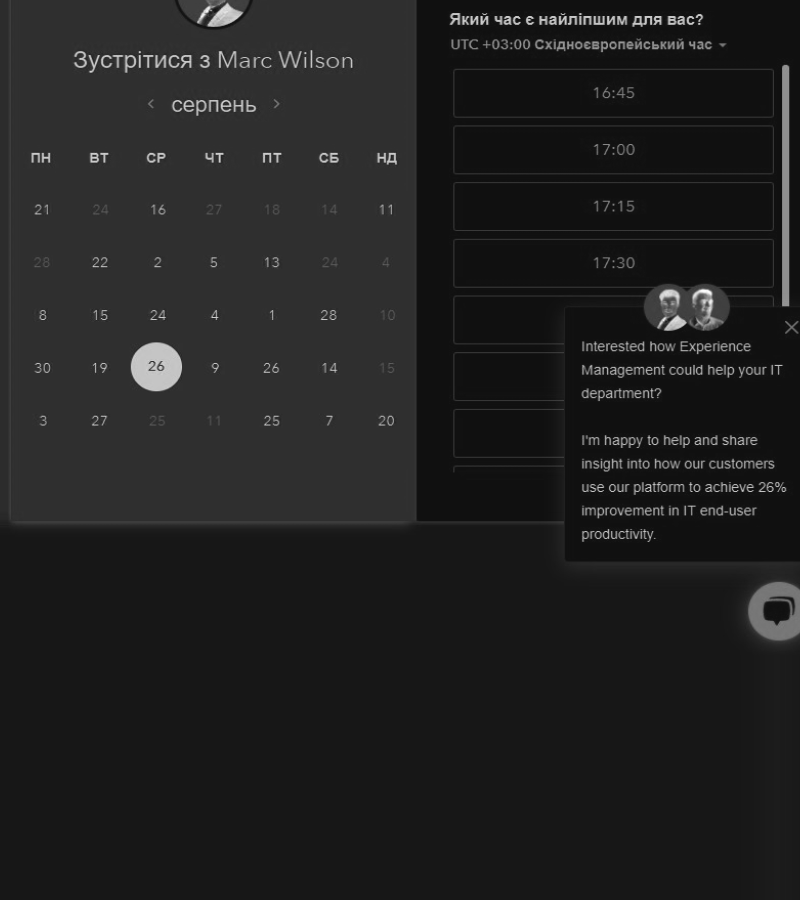 Зустрітися з Marc Wilson
< серпень >
ПН ВТ СР ЧТ ПТ СБ НД
21 24 16 27 18 14 11
28 22 2 5 13 24 4
8 15 24 4 1 28 10
30 19 26 9 26 14 15
3 27 25 11 25 7 20
Який час є найліпшим для вас?
UTC +03:00 Східноєвропейський час
16:45
17:00
17:15
17:30
Interested how Experience
Management could help your IT
department?
I'm happy to help and share
insight into how our customers
use our platform to achieve 26%
improvement in IT end-user
productivity.